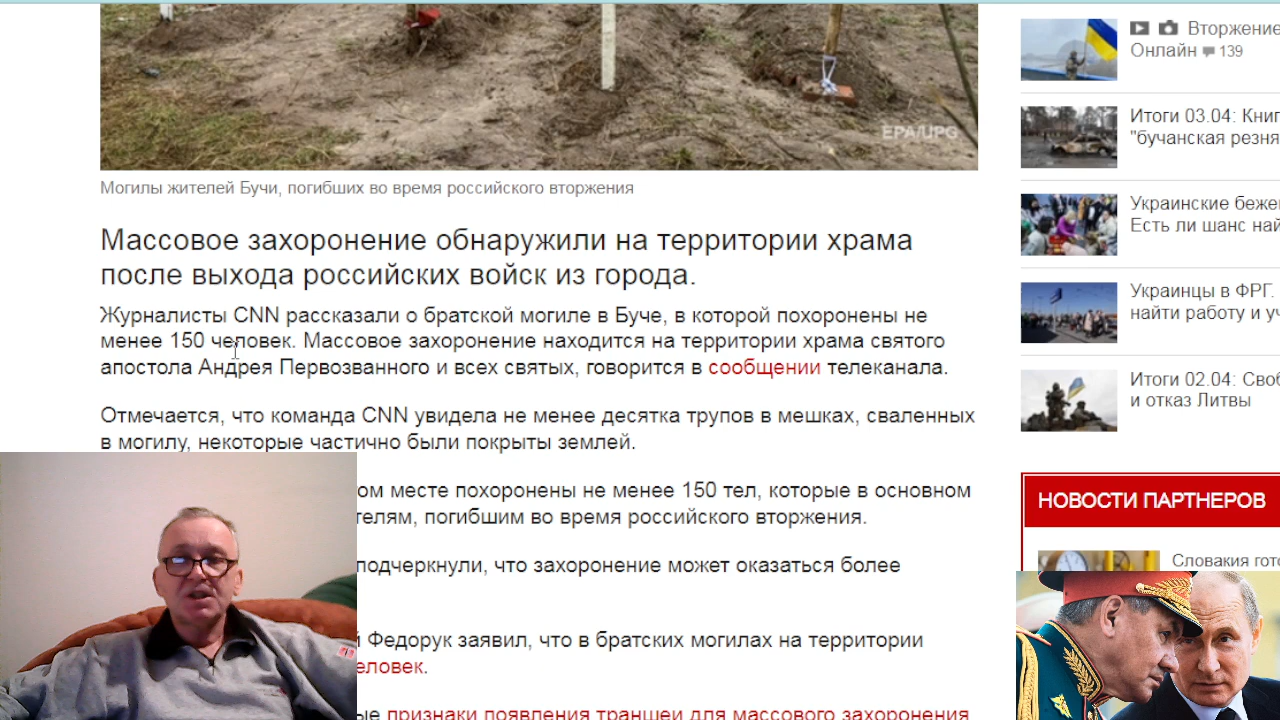 EPA/UPG
Могилы жителей Бучи, погибших во время российского вторжения
Массовое захоронение обнаружили на территории храма
после выхода российских войск из города.
Журналисты CNN рассказали о братской могиле в Буче, в которой похоронены не
менее 150 человек. Массовое захоронение находится на территории храма святого
апостола Андрея Первозванного и всех святых, говорится в сообщении телеканала.
Отмечается, что команда CNN увидела не менее десятка трупов в мешках, сваленных
в могилу, некоторые частично были покрыты землей.
ом месте похоронены не менее 150 тел, которые в основном
телям, погибшим во время российского вторжения.
подчеркнули, что захоронение может оказаться более
й Федорук заявил, что в братских могилах на территории
еловек.
ые признаки появления траншеи для массового захоронения
Вторжение
Онлайн 139
Итоги 03.04: Кни
"бучанская резня
Украинские беже
Есть ли шанс най
Украинцы в ФРГ.
найти работу и у
Итоги 02.04: Своб
и отказ Литвы
НОВОСТИ ПАРТНЕРОВ
Словакия гото